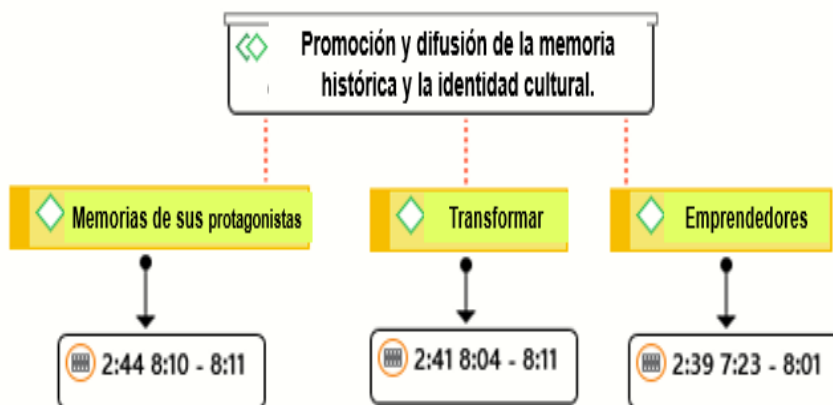 Promoción y difusión de la memoria
histórica y la identidad cultural.
Memorias de sus protagonistas
Transformar
Emprendedores
2:44 8:10 - 8:11
2:41 8:04 - 8:11
2:39 7:23 - 8:01